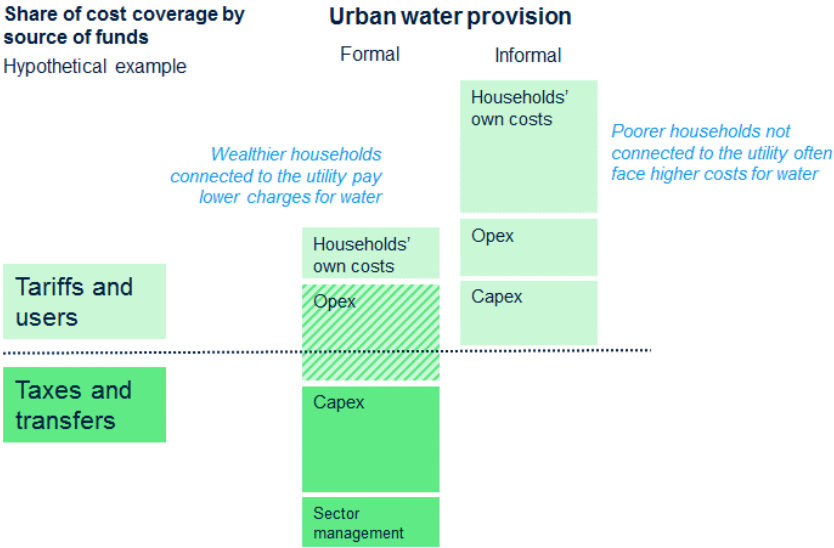 Share of cost coverage by
source of funds
Hypothetical example
Urban water provision
Formal
Informal
Households’
own costs
Poorer households not
connected to the utility often
face higher costs for water
Wealthier households
connected to the utility pay
lower charges for water
Households’
own costs
Opex
Opex
Capex
Tariffs and
users
Taxes and
transfers
Capex
Sector
management